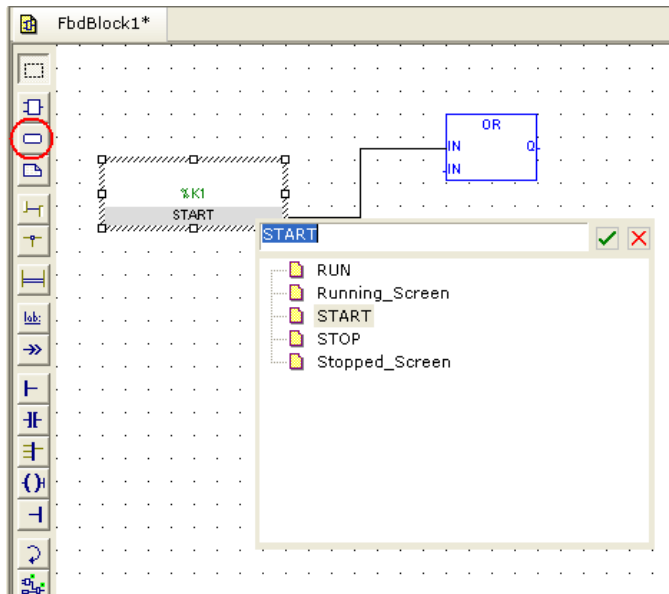 FbdBlock1*
OR
IN Q
IN
%K1
START
START
RUN
Running_Screen
START
STOP
Stopped_Screen
lab: